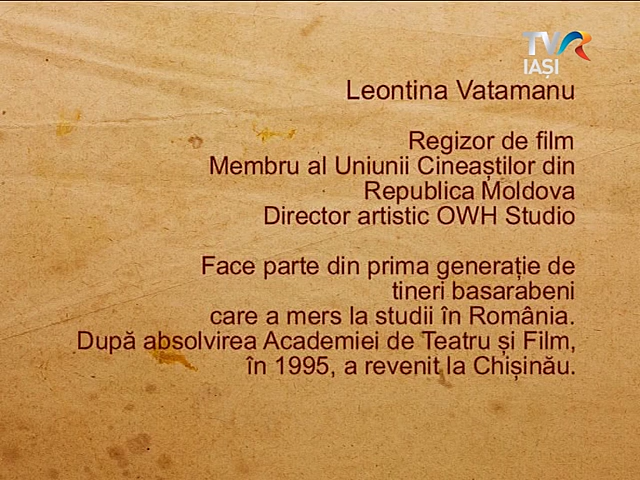 TVR
IAȘI
Leontina Vatamanu
Regizor de film
Membru al Uniunii Cineaștilor din
Republica Moldova
Director artistic OWH Studio
Face parte din prima generație de
tineri basarabeni
care a mers la studii în România.
După absolvirea Academiei de Teatru și Film,
în 1995, a revenit la Chișinău.